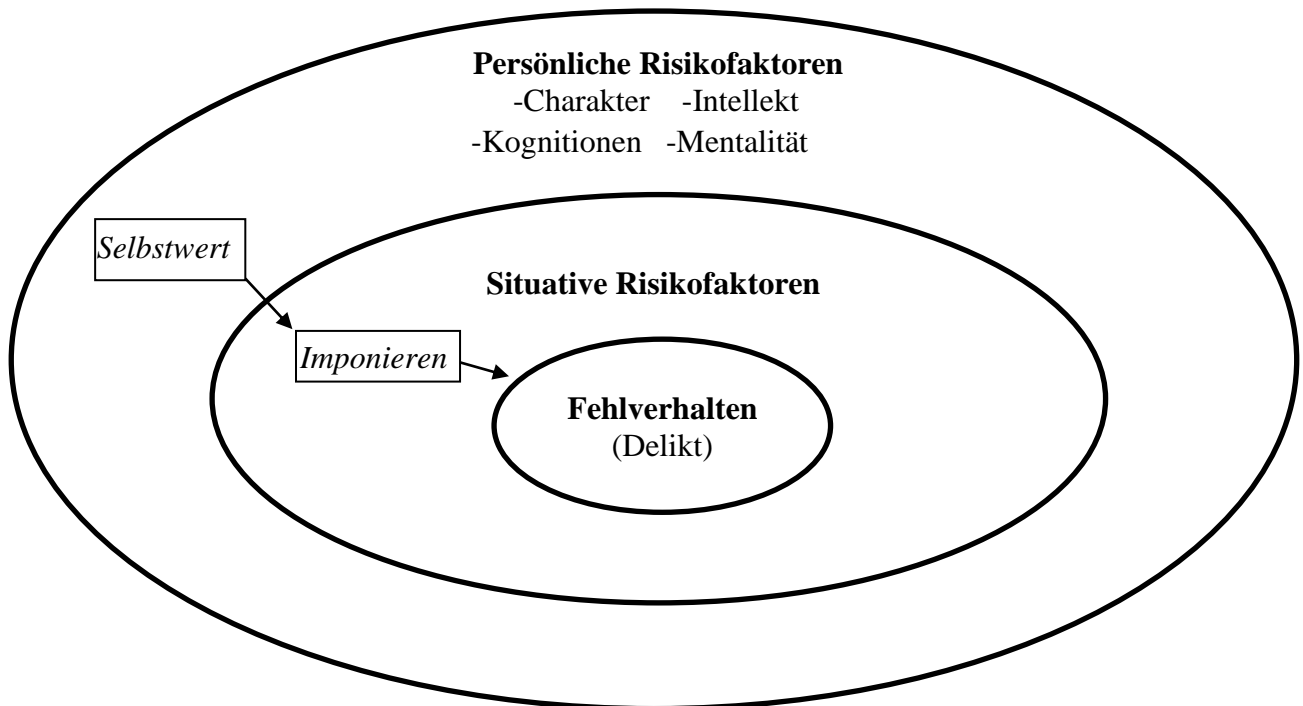 Persönliche Risikofaktoren
-Charakter -Intellekt
-Kognitionen -Mentalität
Selbstwert
Situative Risikofaktoren
Imponieren
Fehlverhalten
(Delikt)